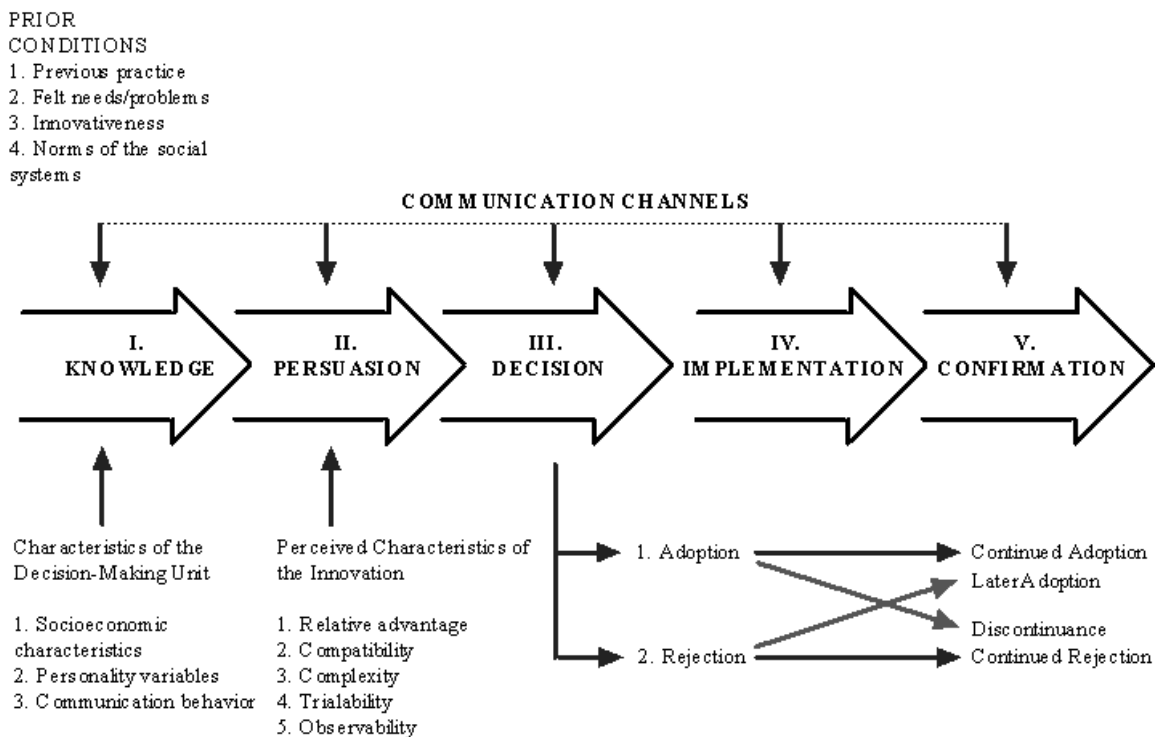 PRIOR
CONDITIONS
1. Previous practice
2. Felt needs/problems
3. Innovativeness
4. Norms of the social
systems
COMMUNICATION CHANNELS
I.
KNOWLEDGE
II.
PERSUASION
III.
DECISION
IV.
IMPLEMENTATION
V.
CONFIRMATION
Characteristics of the
Decision-Making Unit
1. Socioeconomic
characteristics
2. Personality variables
3. Communication behavior
Perceived Characteristics of
the Innovation
1. Relative advantage
2. Compatibility
3. Complexity
4. Trialability
5. Observability
1. Adoption
2. Rejection
Continued Adoption
Later Adoption
Discontinuance
Continued Rejection